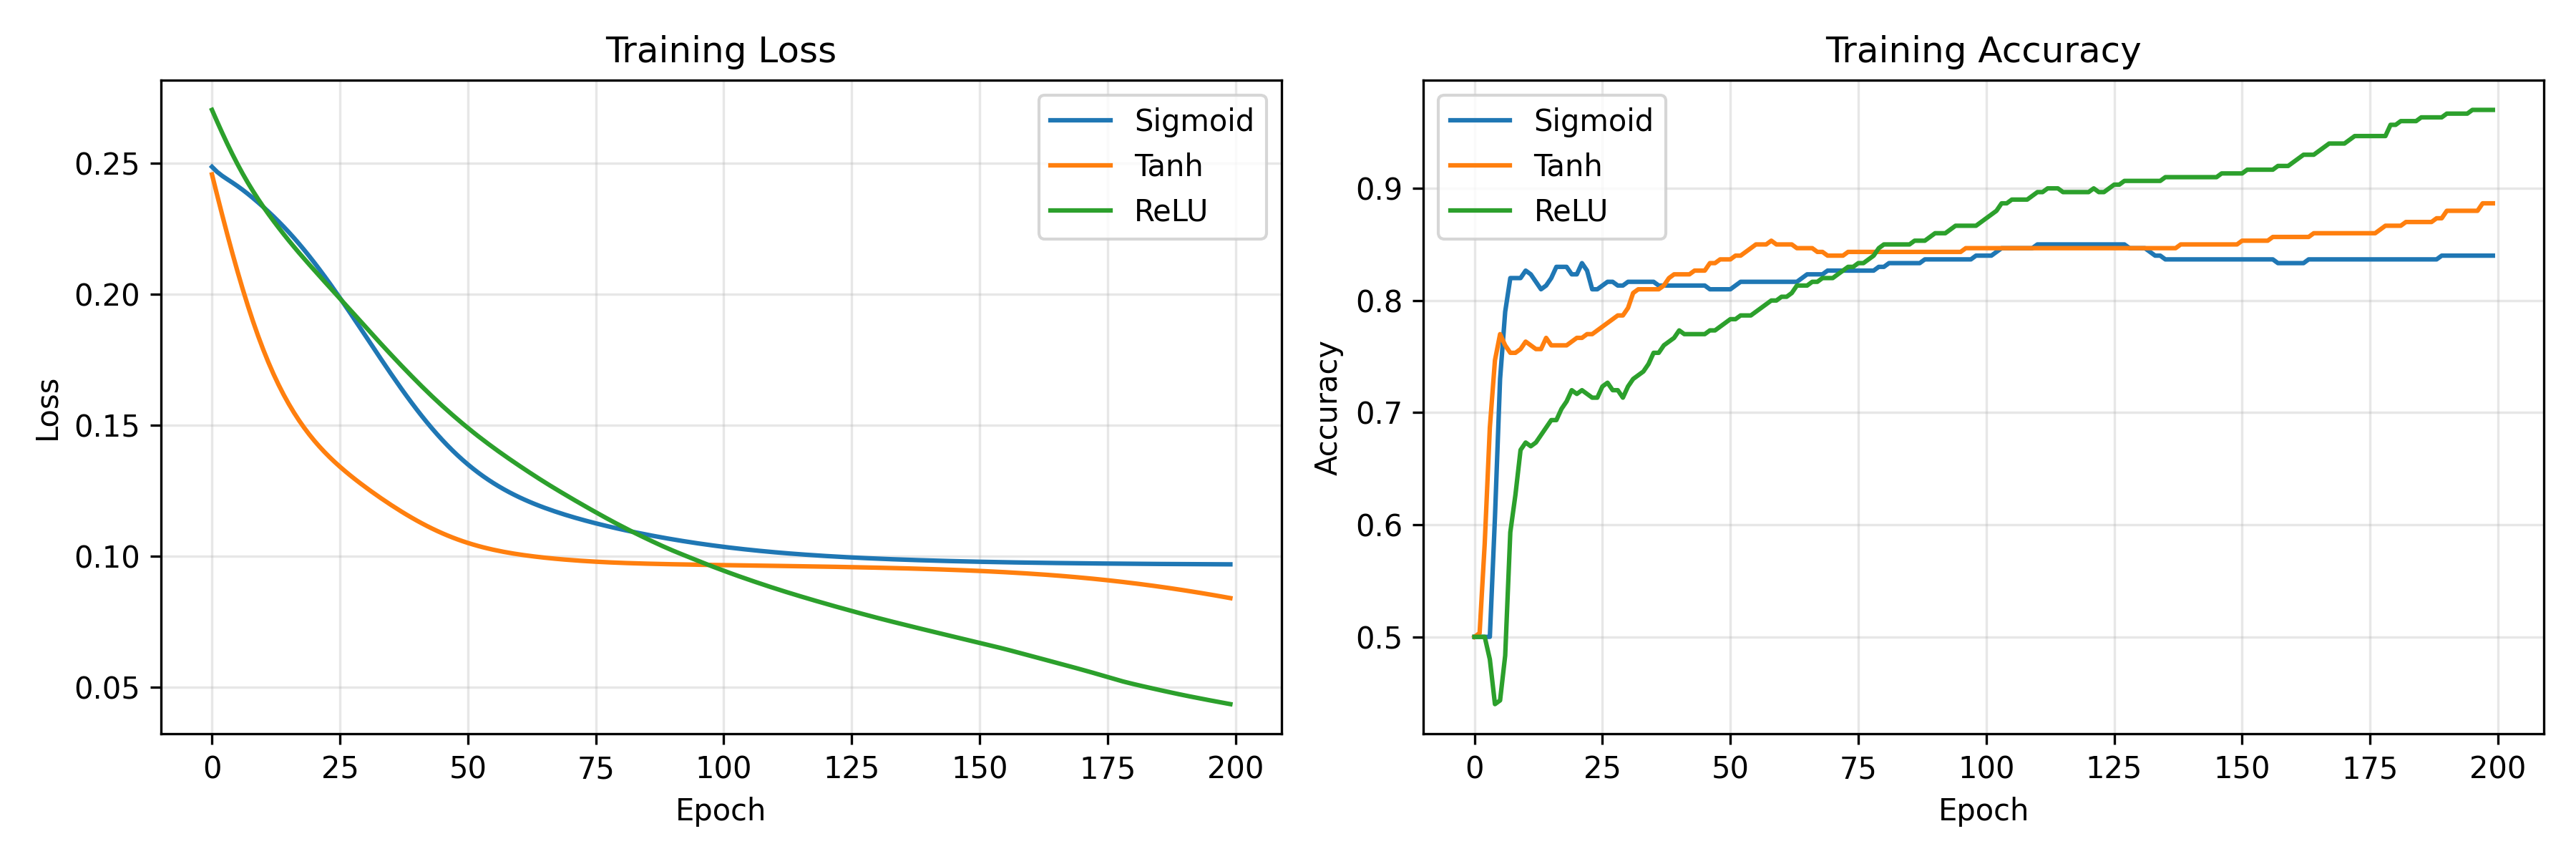 Training Loss
Sigmoid
Tanh
ReLU
0.25
0.20
0.15
0.10
0.05
Loss
0 25 50 75 100 125 150 175 200
Epoch
Training Accuracy
Sigmoid
Tanh
ReLU
0.9
0.8
0.7
0.6
0.5
Accuracy
0 25 50 75 100 125 150 175 200
Epoch